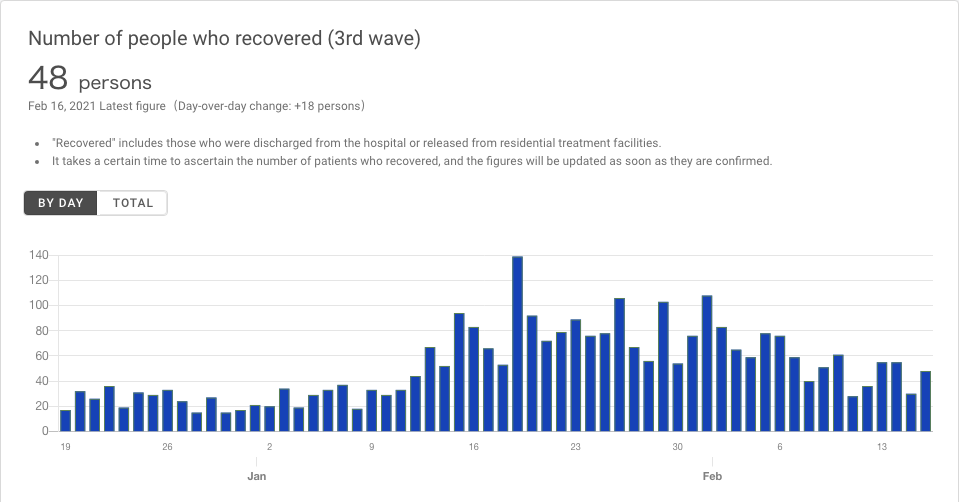 Number of people who recovered (3rd wave)
48 persons
Feb 16, 2021 Latest figure（Day-over-day change: +18 persons）
• "Recovered" includes those who were discharged from the hospital or released from residential treatment facilities.
• It takes a certain time to ascertain the number of patients who recovered, and the figures will be updated as soon as they are confirmed.
BY DAY TOTAL
140
120
100
80
60
40
20
0
19 26 2 9 16 23 30 6 13
Jan Feb